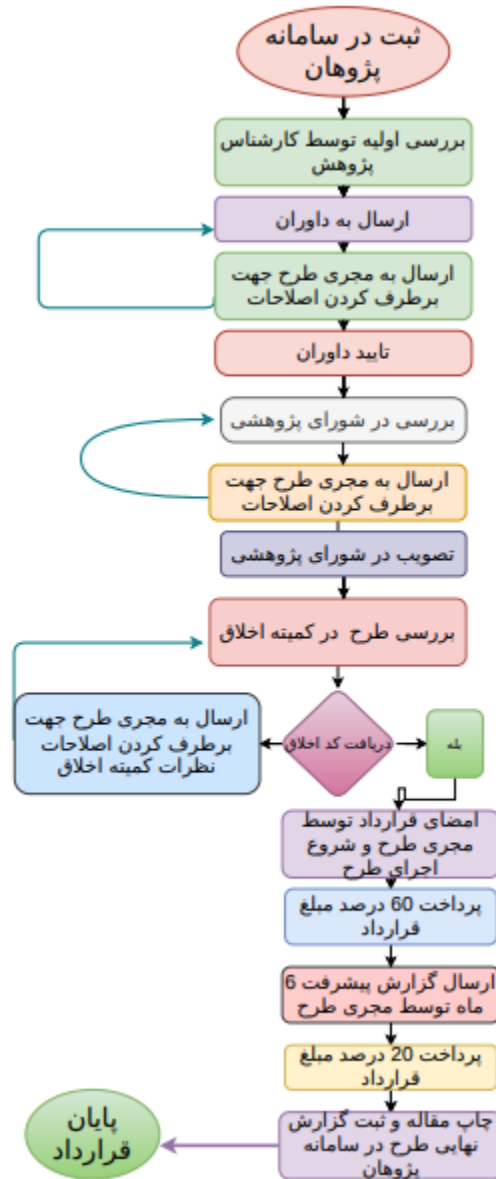 ثبت در سامانه
پژوهان
بررسی اولیه توسط کارشناس
پژوهش
ارسال به داوران
ارسال به مجری طرح جهت
برطرف کردن اصلاحات
تایید داوران
بررسی در شورای پژوهشی
ارسال به مجری طرح جهت
برطرف کردن اصلاحات
تصویب در شورای پژوهشی
بررسی طرح در کمیته اخلاق
دریافت کد اخلاق
بله
ارسال به مجری طرح جهت
برطرف کردن اصلاحات
نظرات کمیته اخلاق
امضای قرارداد توسط
مجری طرح و شروع
اجرای طرح
پرداخت 60 درصد مبلغ
قرارداد
ارسال گزارش پیشرفت 6
ماه توسط مجری طرح
پرداخت 20 درصد مبلغ
قرارداد
چاپ مقاله و ثبت گزارش
نهایی طرح در سامانه
پژوهان
پایان
قرارداد